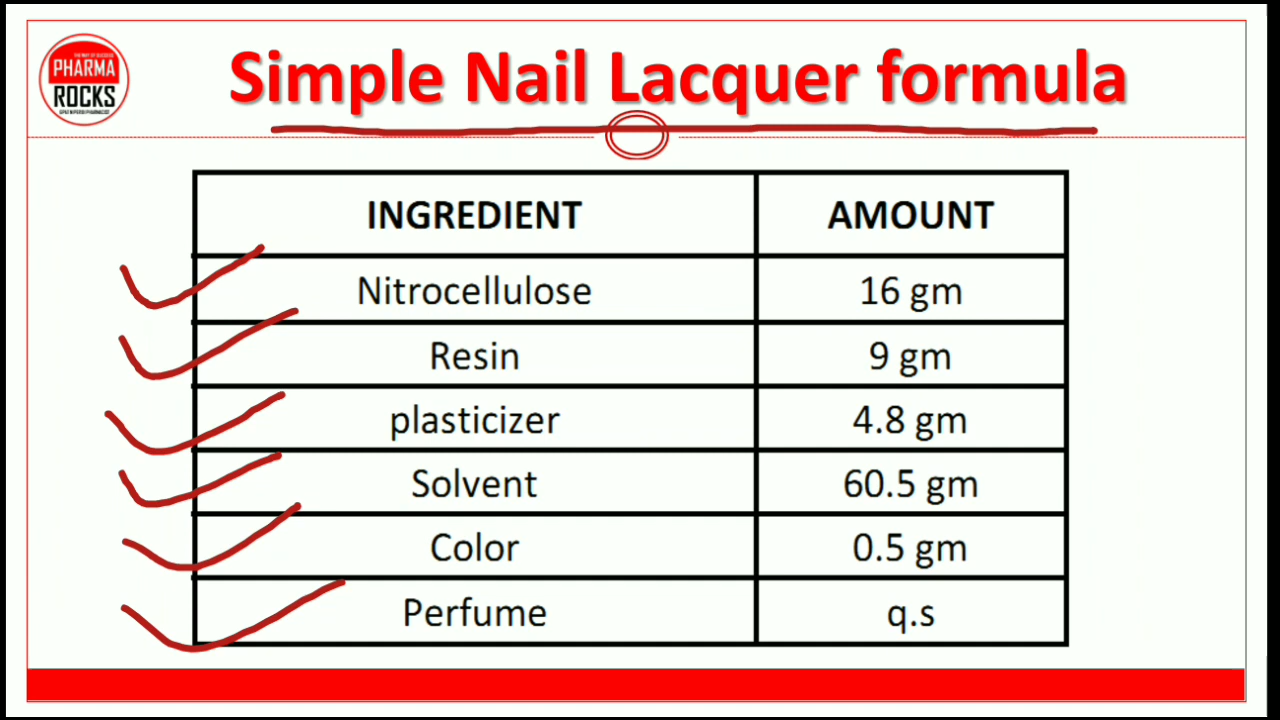 PHARMA
ROCKS
Simple Nail Lacquer formula
INGREDIENT AMOUNT
Nitrocellulose 16 gm
Resin 9 gm
plasticizer 4.8 gm
Solvent 60.5 gm
Color 0.5 gm
Perfume q.s